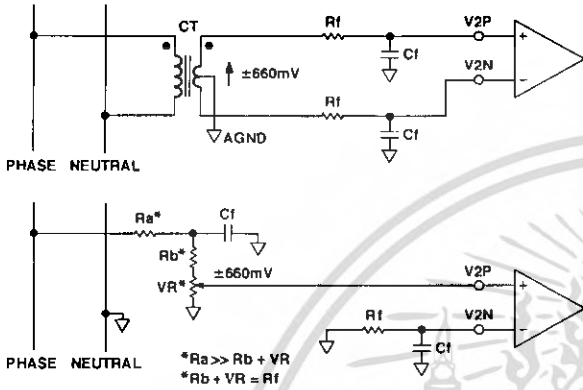 CT
Rf
V2P
+
Cf
±660mV
V2N
−
Rf
Cf
AGND
PHASE NEUTRAL
Ra*
Cf
Rb*
±660mV
VR*
V2P
+
Rf
V2N
−
Cf
PHASE NEUTRAL
*Ra>> Rb + VR
*Rb + VR = Rf